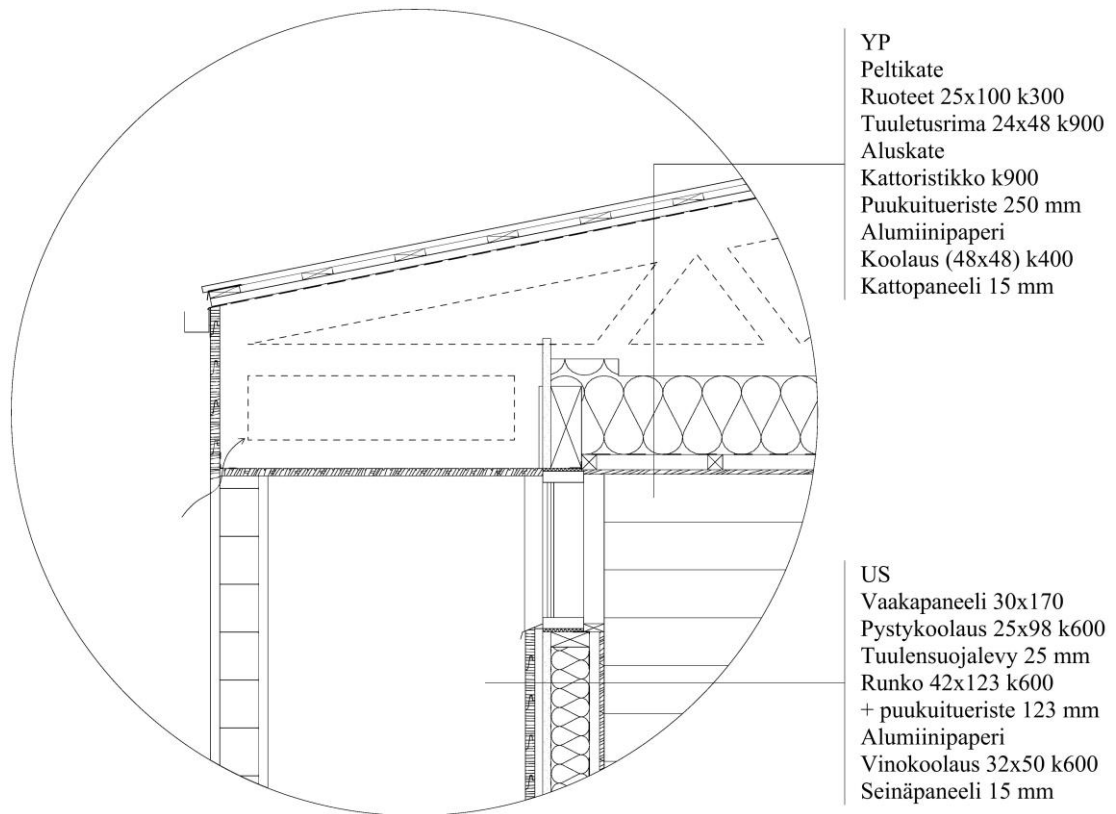 YP
Peltikate
Ruoteet 25x100 k300
Tuuletusrima 24x48 k900
Aluskate
Kattoristikko k900
Puukuitueriste 250 mm
Alumiinipaperi
Koolaus (48x48) k400
Kattopaneeli 15 mm
US
Vaakapaneeli 30x170
Pystykoolaus 25x98 k600
Tuulensuojalevy 25 mm
Runko 42x123 k600
+ puukuitueriste 123 mm
Alumiinipaperi
Vinokoolaus 32x50 k600
Seinäpaneeli 15 mm